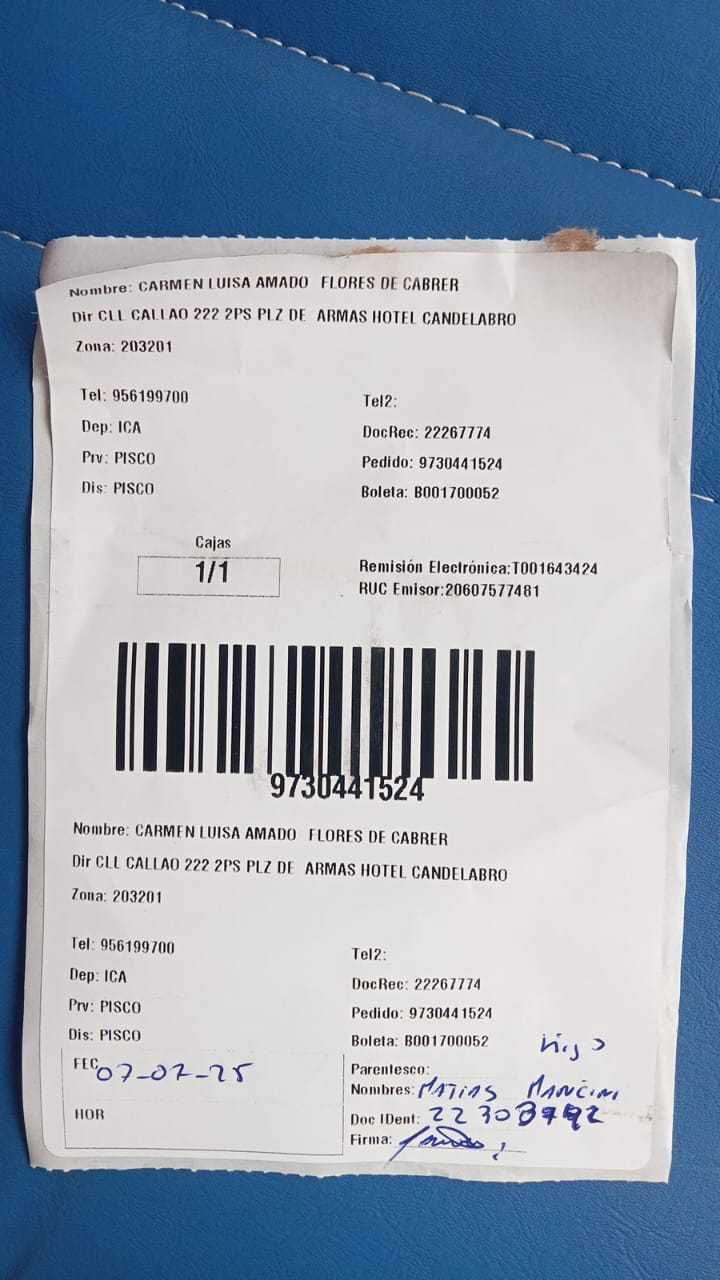 Nombre: CARMEN LUISA AMADO FLORES DE CABRER
Dir CLL CALLAO 222 2PS PLZ DE ARMAS HOTEL CANDELABRO
Zona: 203201
Tel: 956199700 Tel2:
Dep: ICA DocRec: 22267774
Prv: PISCO Pedido: 9730441524
Dis: PISCO Boleta: B001700052
Cajas
1/1
Remisión Electrónica:T001643424
RUC Emisor:20607577481
9730441524
Nombre: CARMEN LUISA AMADO FLORES DE CABRER
Dir CLL CALLAO 222 2PS PLZ DE ARMAS HOTEL CANDELABRO
Zona: 203201
Tel: 956199700 Tel2:
Dep: ICA DocRec: 22267774
Prv: PISCO Pedido: 9730441524
Dis: PISCO Boleta: B001700052
FEC 07-07-25
HOR
Parentesco:
Nombres: MATIAS MANCINI
Doc IDent:
Firma: